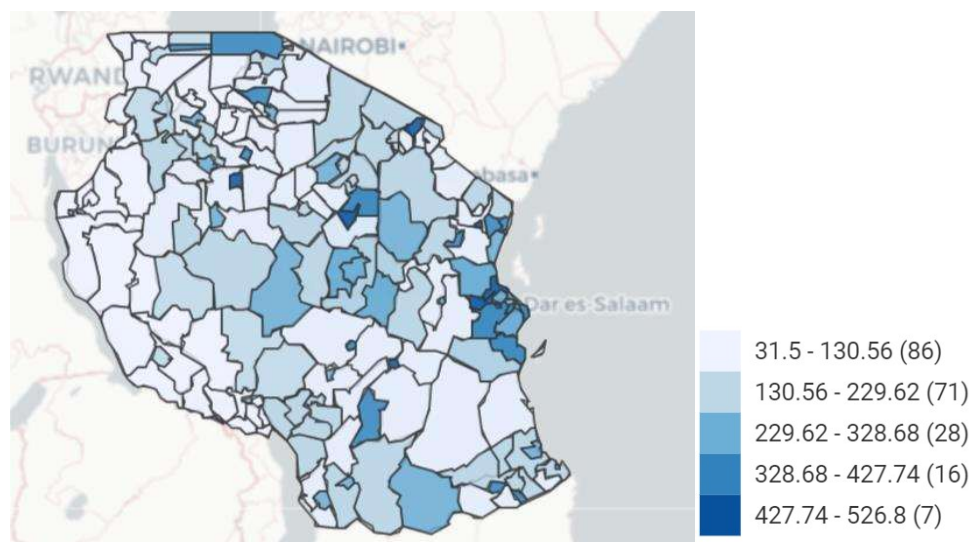 NAIROBI
RWAND
BURUN
basa
Dar es-Salaam
31.5 - 130.56 (86)
130.56 - 229.62 (71)
229.62 - 328.68 (28)
328.68 - 427.74 (16)
427.74 - 526.8 (7)